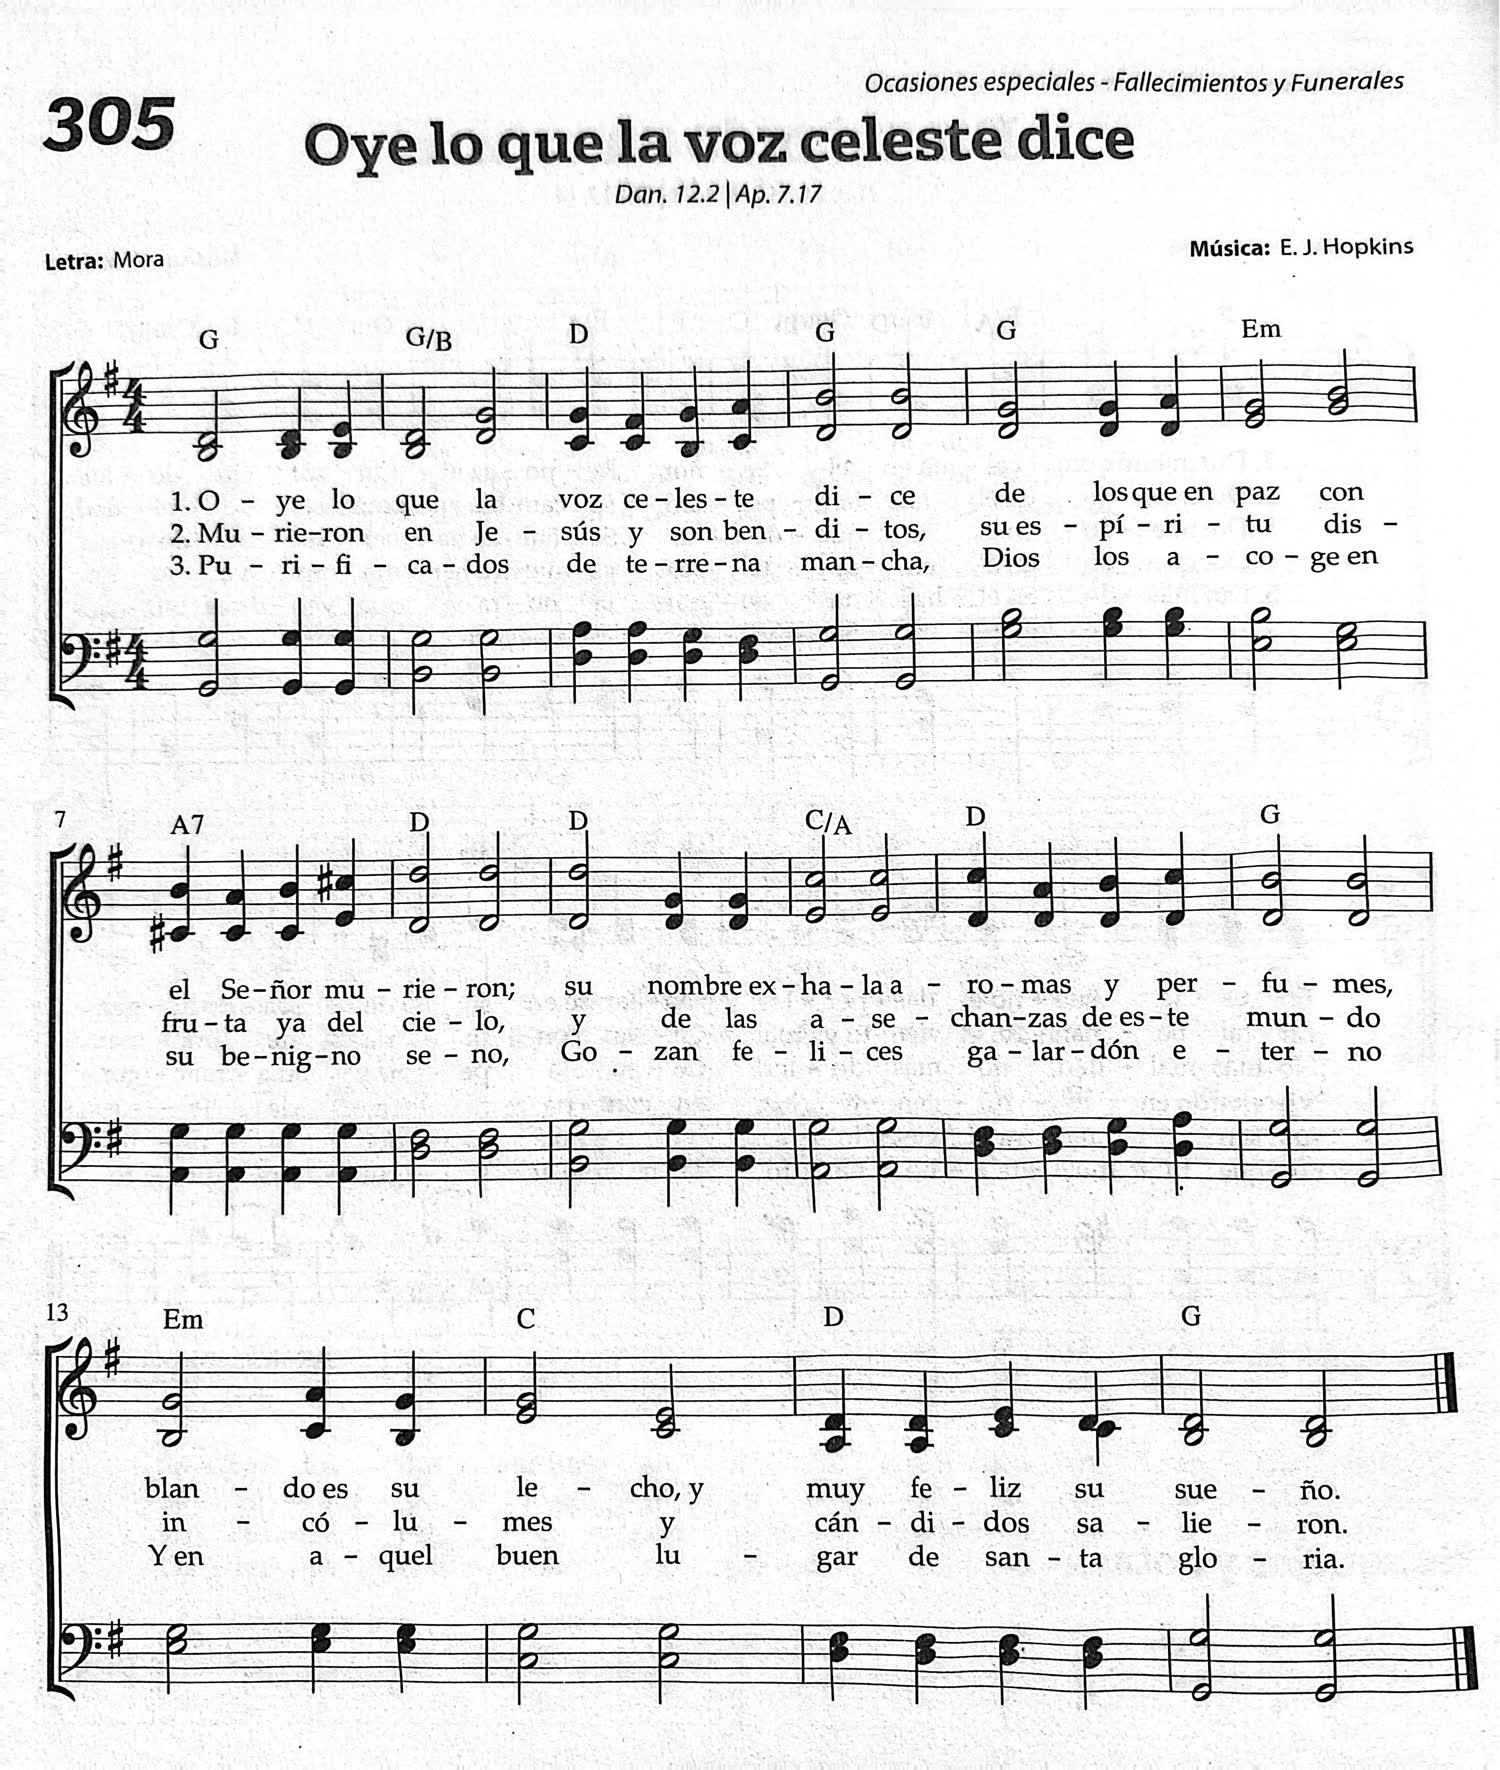 Ocasiones especiales - Fallecimientos y Funerales
305
Oye lo que la voz celeste dice
Dan. 12.2 | Ap. 7.17
Letra: Mora
Música: E. J. Hopkins
G G/B D G G Em
1. O - ye lo que la voz ce-les-te di - ce de los que en paz con
2. Mu - rie-ron en Je - sús y son ben - di - tos, su es - pí - ri - tu dis -
3. Pu - ri - fi - ca - dos de te-rre-na man-cha, Dios los a - co - ge en
7 A7 D D C/A D G
el Se-ñor mu - rie - ron; su nombre ex-ha-la a - ro-mas y per - fu - mes,
fru-ta ya del cie - lo, y de las a - se - chan-zas de es-te mun - do
su be-nig-no se - no, Go - zan fe - li - ces ga - lar-dón e - ter - no
13 Em C D G
blan - do es su le - cho, y muy fe - liz su sue - ño.
in - có - lu - mes y cán - di - dos sa - lie - ron.
Y en a - quel buen lu - gar de san - ta glo - ria.